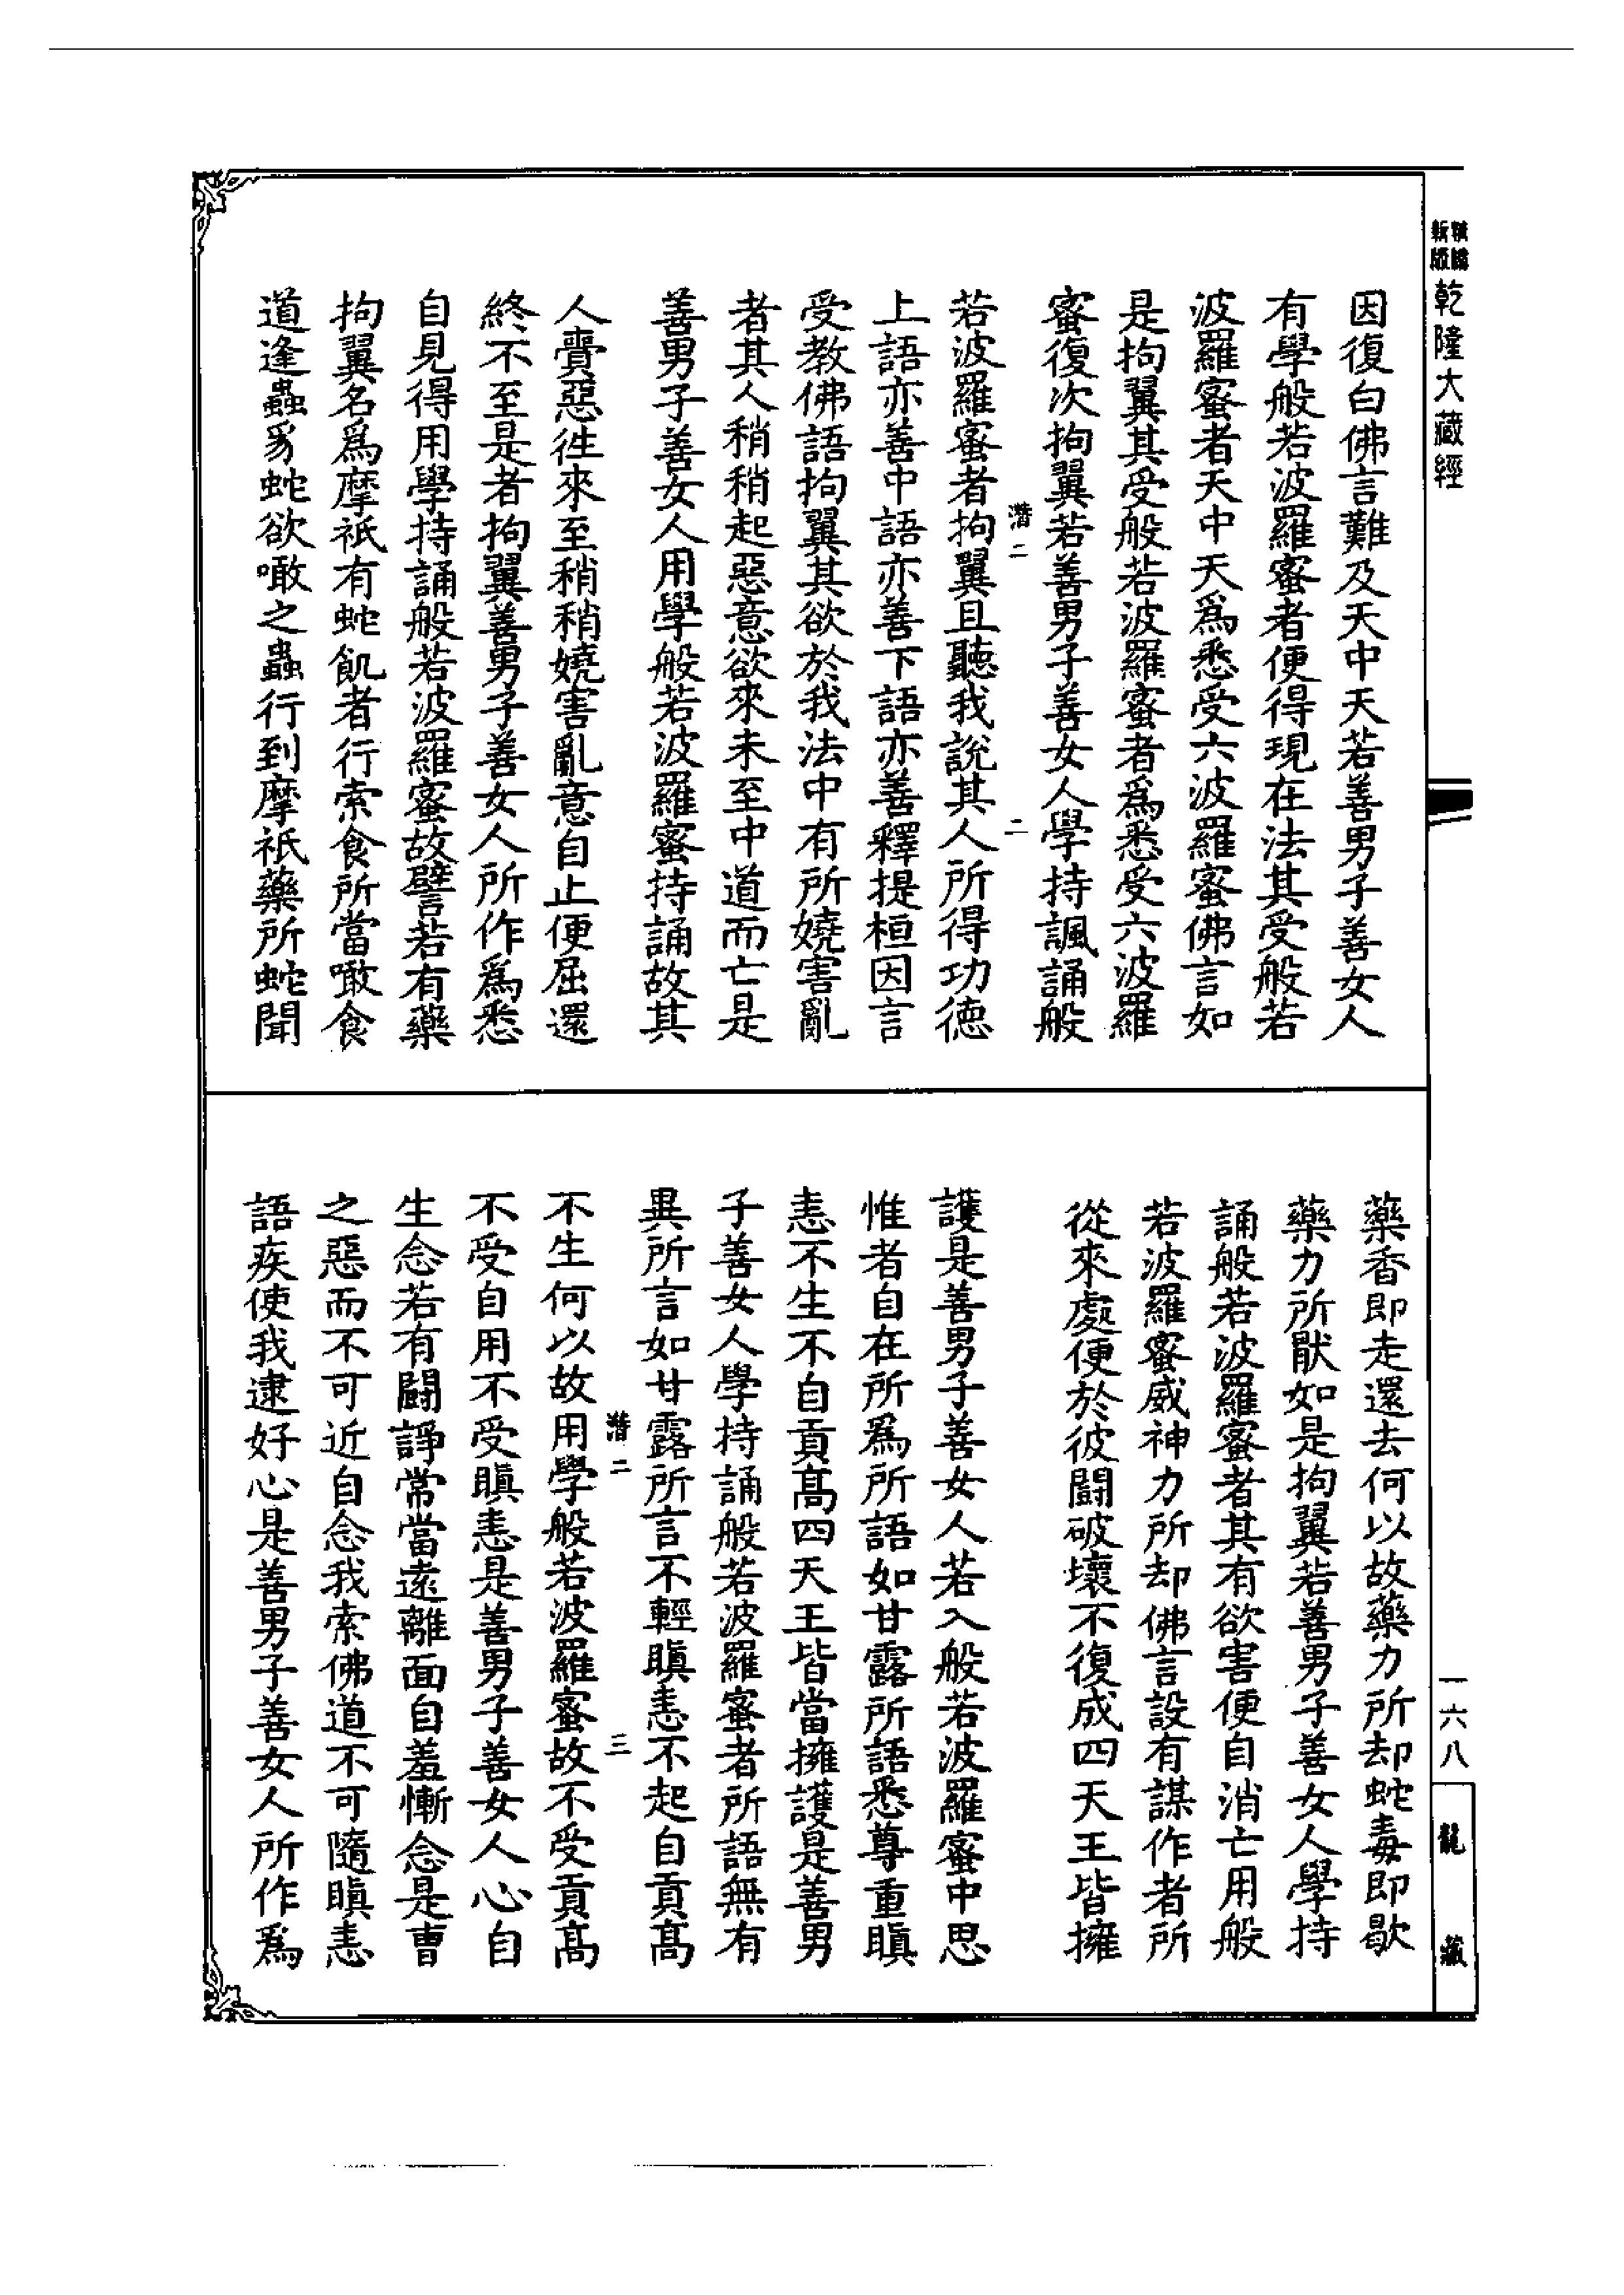 精縮新版乾隆大藏經
因復白佛言難及天中天若善男子善女人
有學般若波羅蜜者便得現在法其受般若
波羅蜜者天中天爲悉受六波羅蜜佛言如
是拘翼其受般若波羅蜜者爲悉受六波羅
蜜復次拘翼若善男子善女人學持諷誦般
潛二 二
若波羅蜜者拘翼且聽我說其人所得功德
上語亦善中語亦善下語亦善釋提桓因言
受教佛語拘翼其欲於我法中有所嬈害亂
者其人稍稍起惡意欲來未至中道而亡是
善男子善女人用學般若波羅蜜持誦故其
人賷惡徃來至稍稍嬈害亂意自止便屈還
終不至是者拘翼善男子善女人所作爲悉
自見得用學持誦般若波羅蜜故譬若有藥
拘翼名爲摩祇有蛇飢者行索食所當噉食
道逢蟲豸蛇欲噉之蟲行到摩祇藥所蛇聞
藥香即走還去何以故藥力所却蛇毒即歇
藥力所猒如是拘翼若善男子善女人學持
誦般若波羅蜜者其有欲害便自消亡用般
若波羅蜜威神力所却佛言設有謀作者所
從來處便於彼鬬破壞不復成四天王皆擁
護是善男子善女人若入般若波羅蜜中思
惟者自在所爲所語如甘露所語悉尊重瞋
恚不生不自貢高四天王皆當擁護是善男
子善女人學持誦般若波羅蜜者所語無有
異所言如甘露所言不輕瞋恚不起自貢高
潛二 三
不生何以故用學般若波羅蜜故不受貢高
不受自用不受瞋恚是善男子善女人心自
生念若有鬬諍常當遠離面自羞慚念是曹
之惡而不可近自念我索佛道不可隨瞋恚
語疾使我逮好心是善男子善女人所作爲
一六八
龍藏